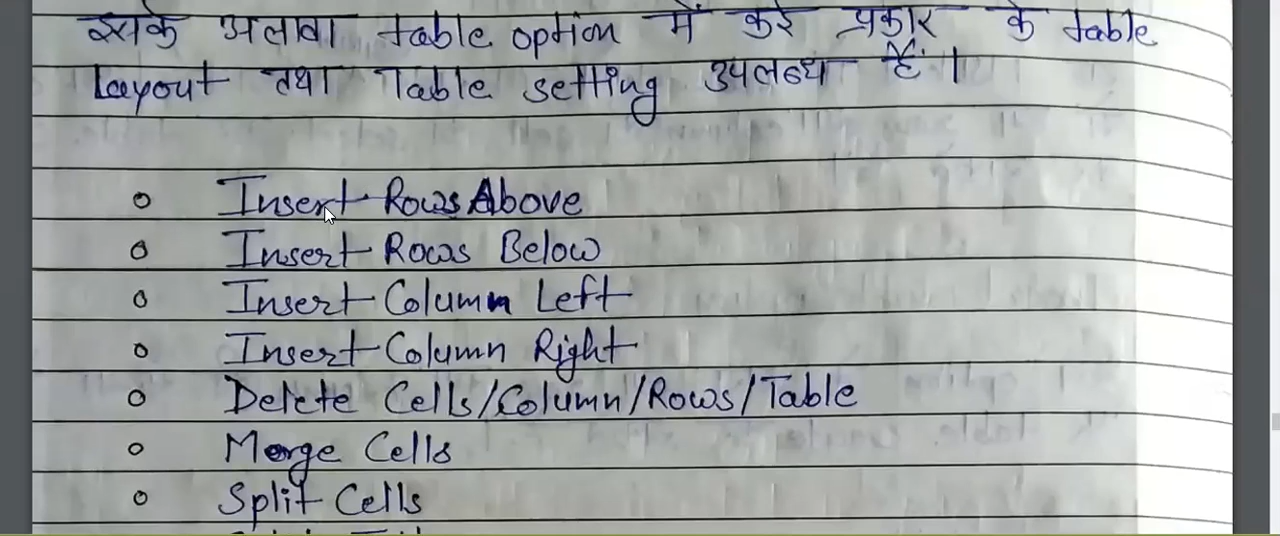 इसके अलावा table option में कई प्रकार के table
layout तथा Table setting उपलब्ध हैं।
Insert Rows Above
Insert Rows Below
Insert Column Left
Insert Column Right
Delete Cells/Column/Rows/Table
Merge Cells
Split Cells